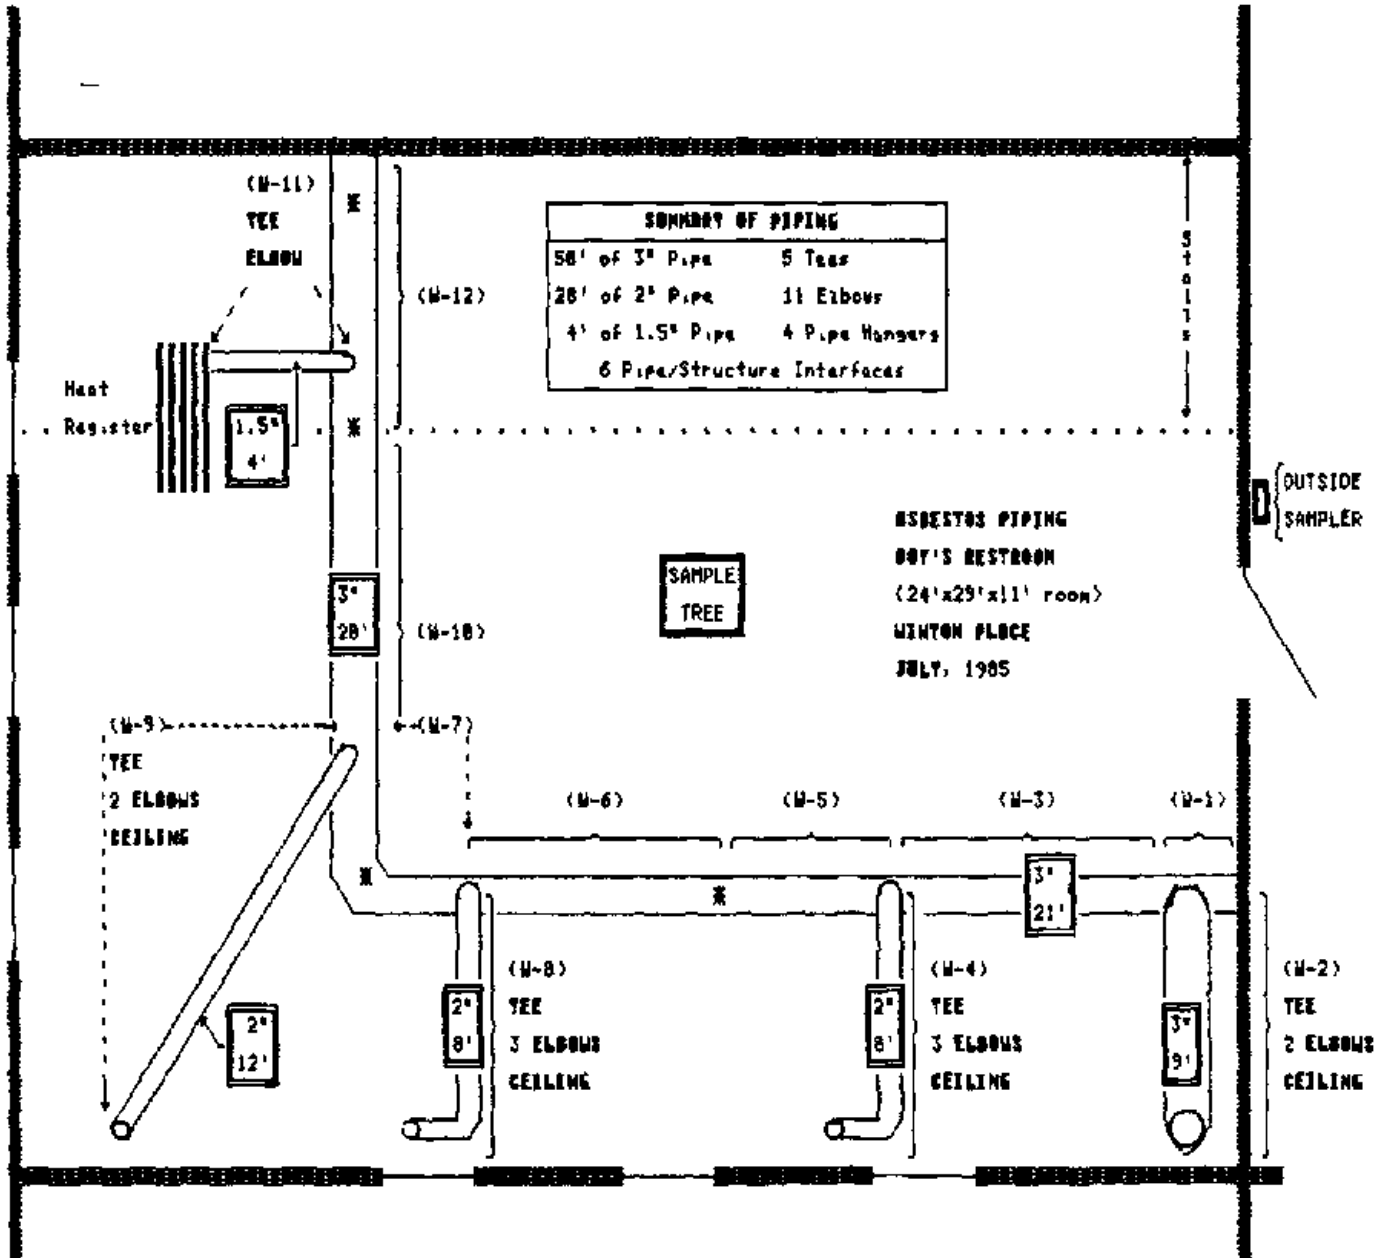 (W-11)
TEE
ELBOW
SUMMARY OF PIPING
58' of 3" Pipe 5 Tees
28' of 2" Pipe 11 Elbows
4' of 1.5" Pipe 4 Pipe Hangers
6 Pipe/Structure Interfaces
Stalls
(W-12)
Heat
Register
1.5"
4'
OUTSIDE
SAMPLER
ASBESTOS PIPING
BOY'S RESTROOM
(24'x29'x11' room)
WINTON PLACE
JULY, 1985
SAMPLE
TREE
3"
28'
(W-10)
(W-9)
TEE
2 ELBOWS
CEILING
(W-7)
(W-6)
(W-5)
(W-3)
(W-1)
3"
21'
(W-8)
TEE
3 ELBOWS
CEILING
(W-4)
TEE
3 ELBOWS
CEILING
(W-2)
TEE
2 ELBOWS
CEILING
2"
12'
2"
8'
2"
8'
3"
9'